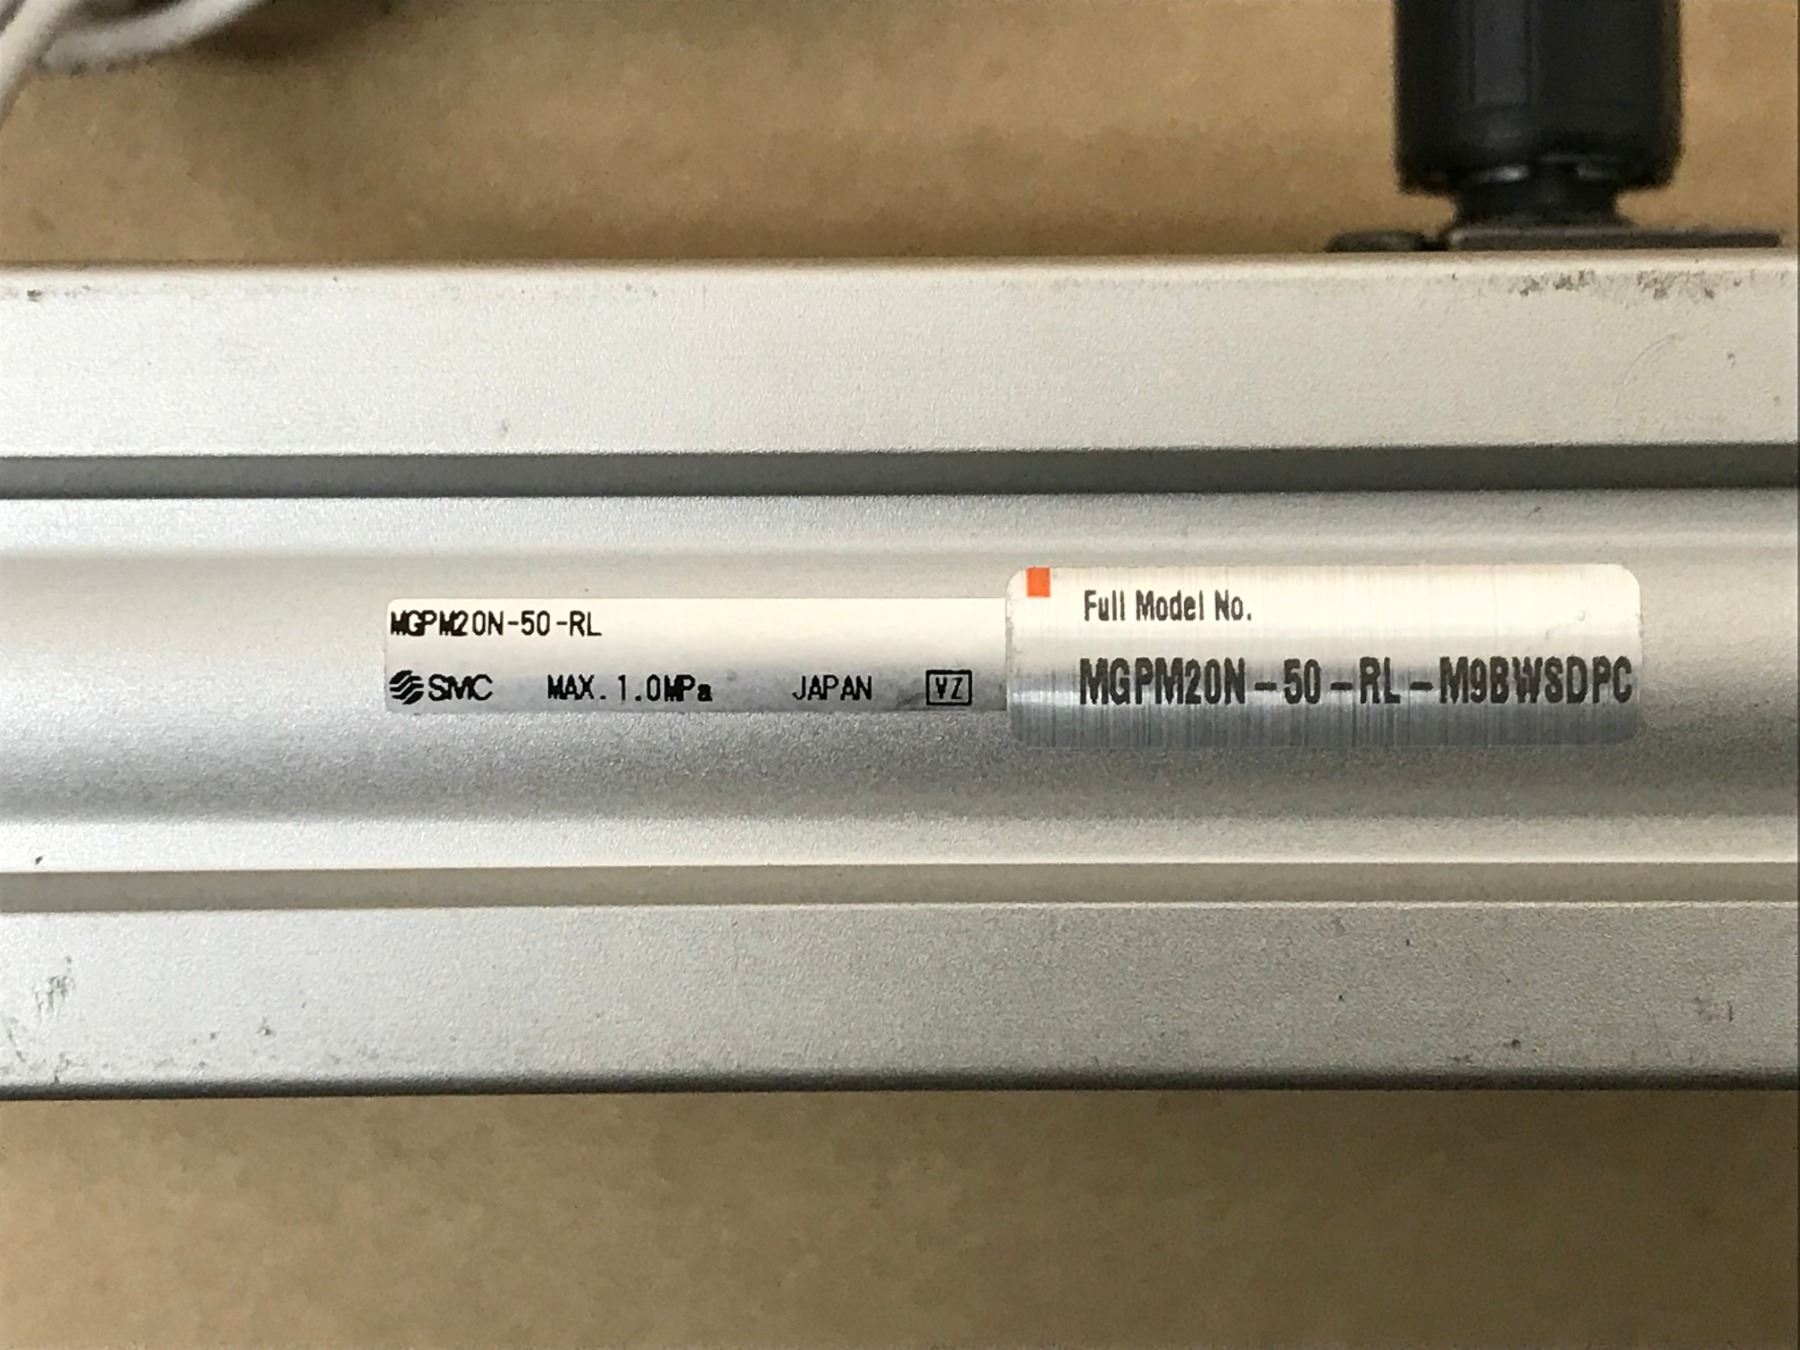 MGPM20N-50-RL
SMC MAX. 1.0MPa JAPAN VZ
Full Model No.
MGPM20N-50-RL-M9BWSDPC